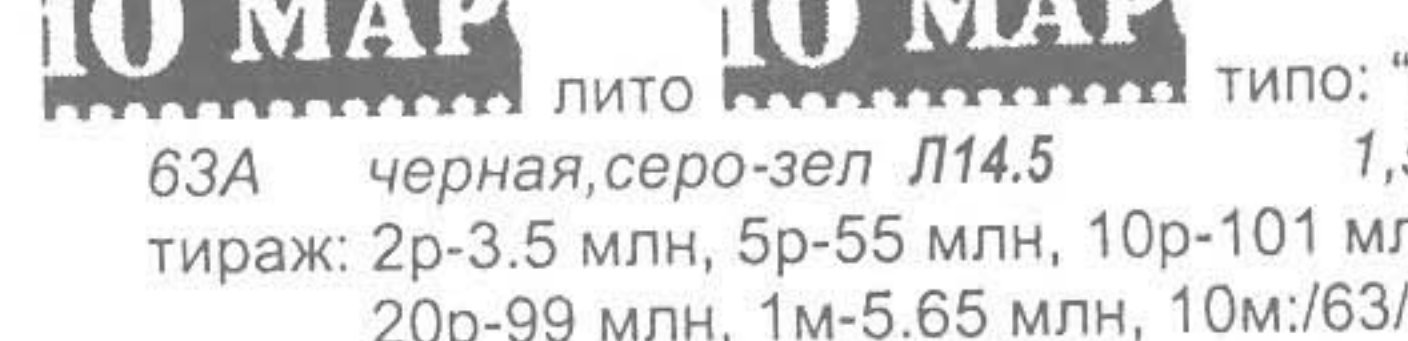 10 МАР лито 10 МАР типо: "
63А черная,серо-зел Л14.5 1,
тираж: 2р-3.5 млн, 5р-55 млн, 10р-101
20р-99 млн, 1м-5.65 млн, 10м:/63/